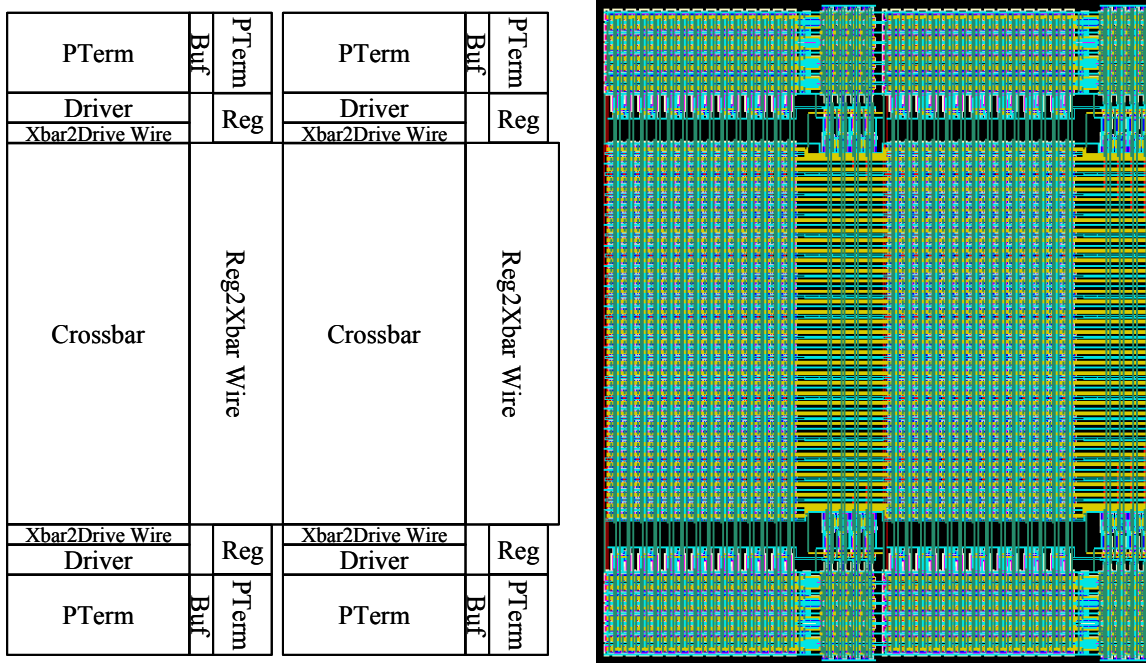 PTerm
Buf
PTerm
PTerm
Buf
PTerm
Driver
Reg
Driver
Reg
Xbar2Drive Wire
Xbar2Drive Wire
Crossbar
Reg2Xbar Wire
Crossbar
Reg2Xbar Wire
Xbar2Drive Wire
Reg
Xbar2Drive Wire
Reg
Driver
Driver
PTerm
Buf
PTerm
PTerm
Buf
PTerm